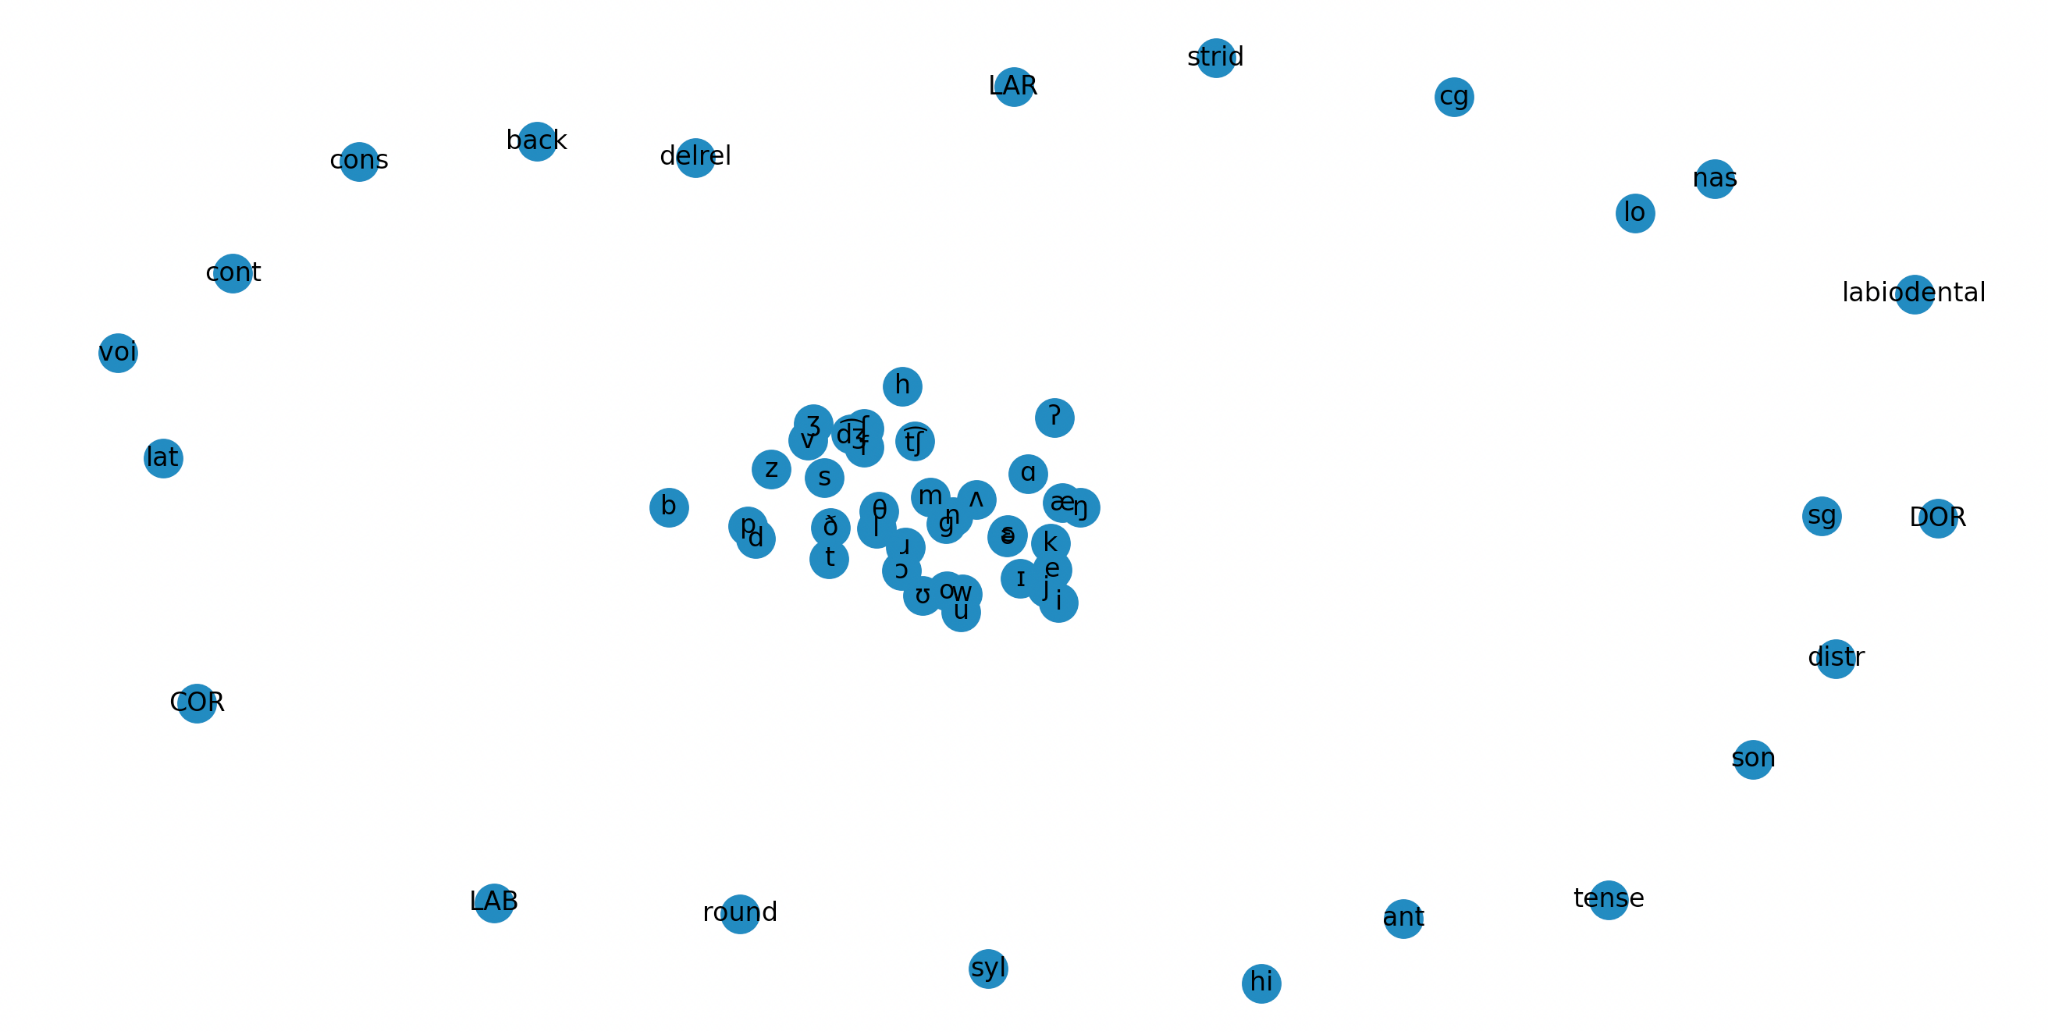 strid
LAR
cg
back
delrel
cons
nas
lo
cont
labiodental
voi
h
ʔ
ʒ
ʃ
d͡ʒ
v
f
t͡ʃ
lat
z
s
ɑ
b
m
ʌ
æ
ŋ
θ
n
sg
DOR
p
ð
l
ɡ
d
ə
k
ɹ
t
ɔ
e
ɪ
j
ʊ
o
w
i
u
distr
COR
son
LAB
round
ant
tense
syl
hi